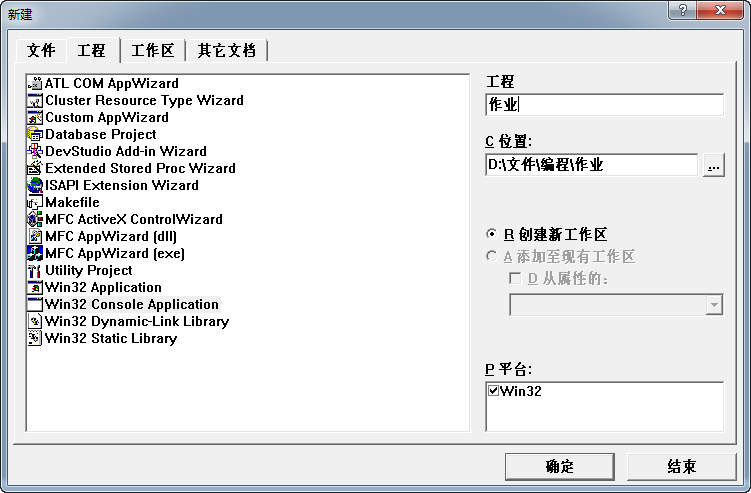 新建
文件 工程 工作区 其它文档
ATL COM AppWizard
Cluster Resource Type Wizard
Custom AppWizard
Database Project
DevStudio Add-in Wizard
Extended Stored Proc Wizard
ISAPI Extension Wizard
Makefile
MFC ActiveX ControlWizard
MFC AppWizard (dll)
MFC AppWizard (exe)
Utility Project
Win32 Application
Win32 Console Application
Win32 Dynamic-Link Library
Win32 Static Library
工程
作业
C 位置:
D:\文件\编程\作业
...
R 创建新工作区
A 添加至现有工作区
D 从属性的:
P 平台:
Win32
确定 结束